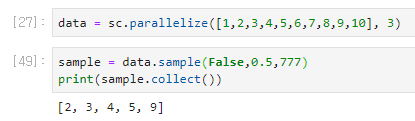 [27]: data = sc.parallelize([1,2,3,4,5,6,7,8,9,10], 3)
[49]: sample = data.sample(False,0.5,777)
print(sample.collect())
[2, 3, 4, 5, 9]